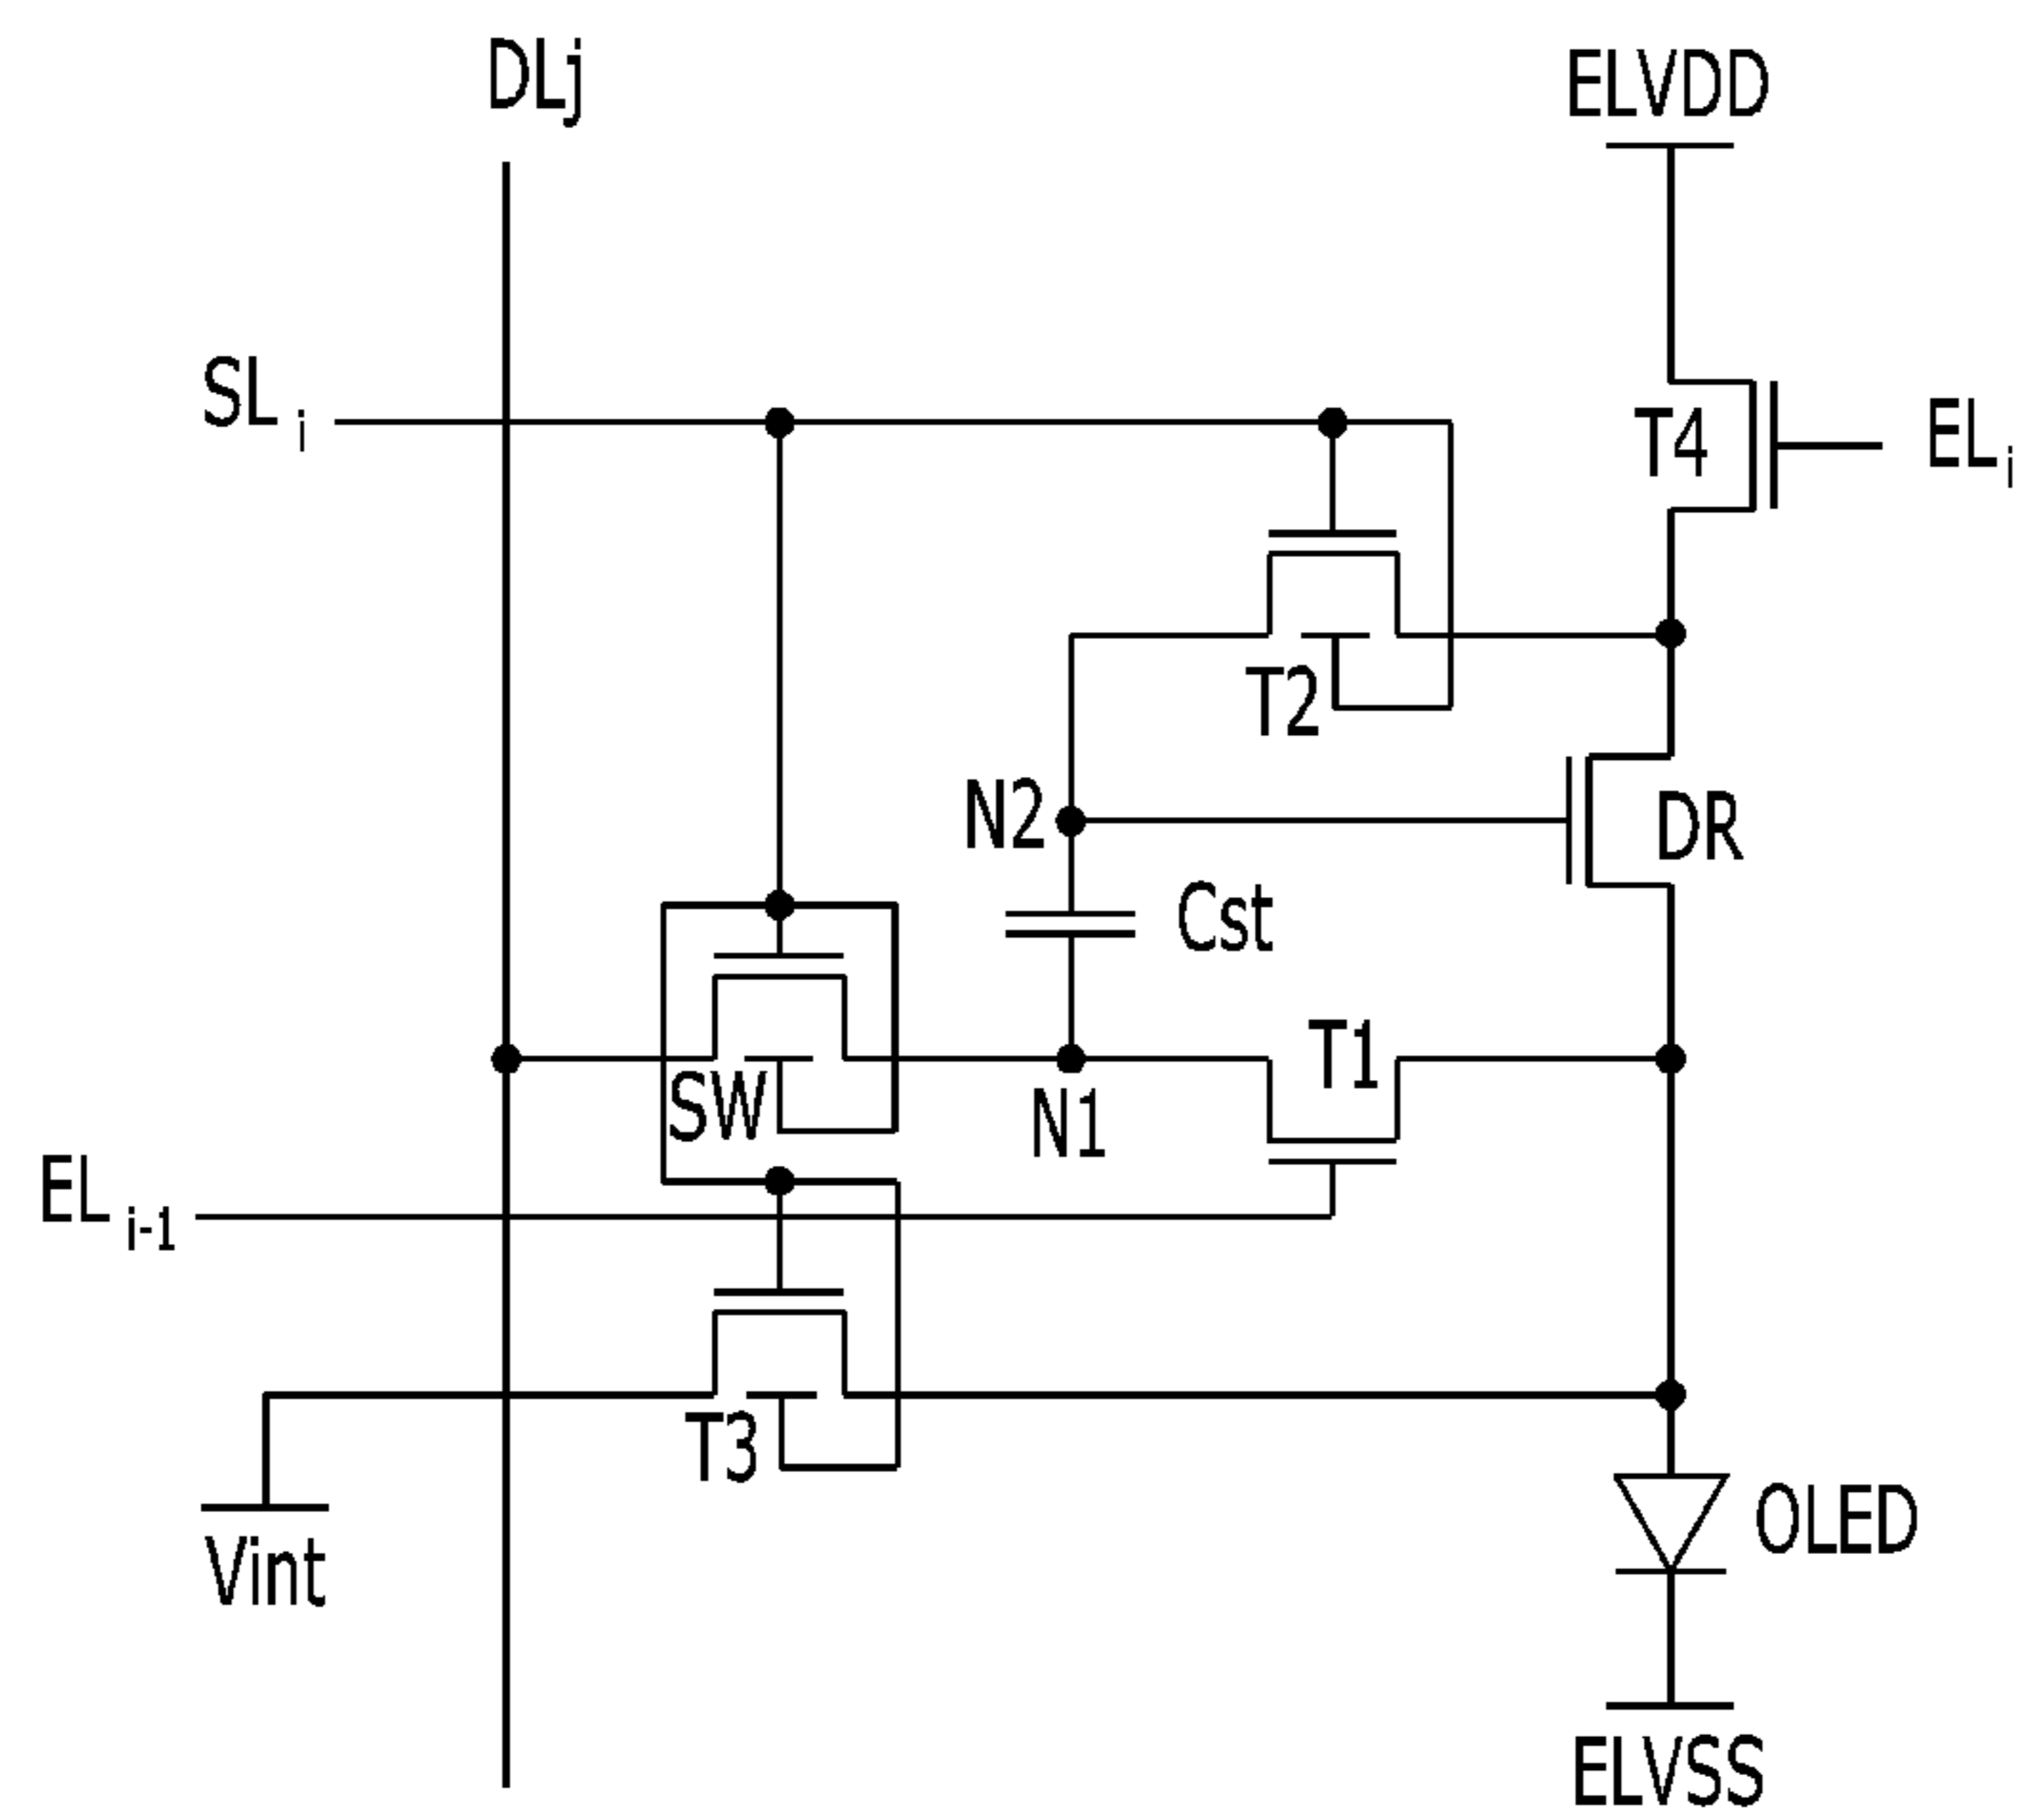 DLj
ELVDD
SL i
T4
EL i
T2
N2
DR
Cst
T1
SW
N1
EL i-1
T3
OLED
Vint
ELVSS